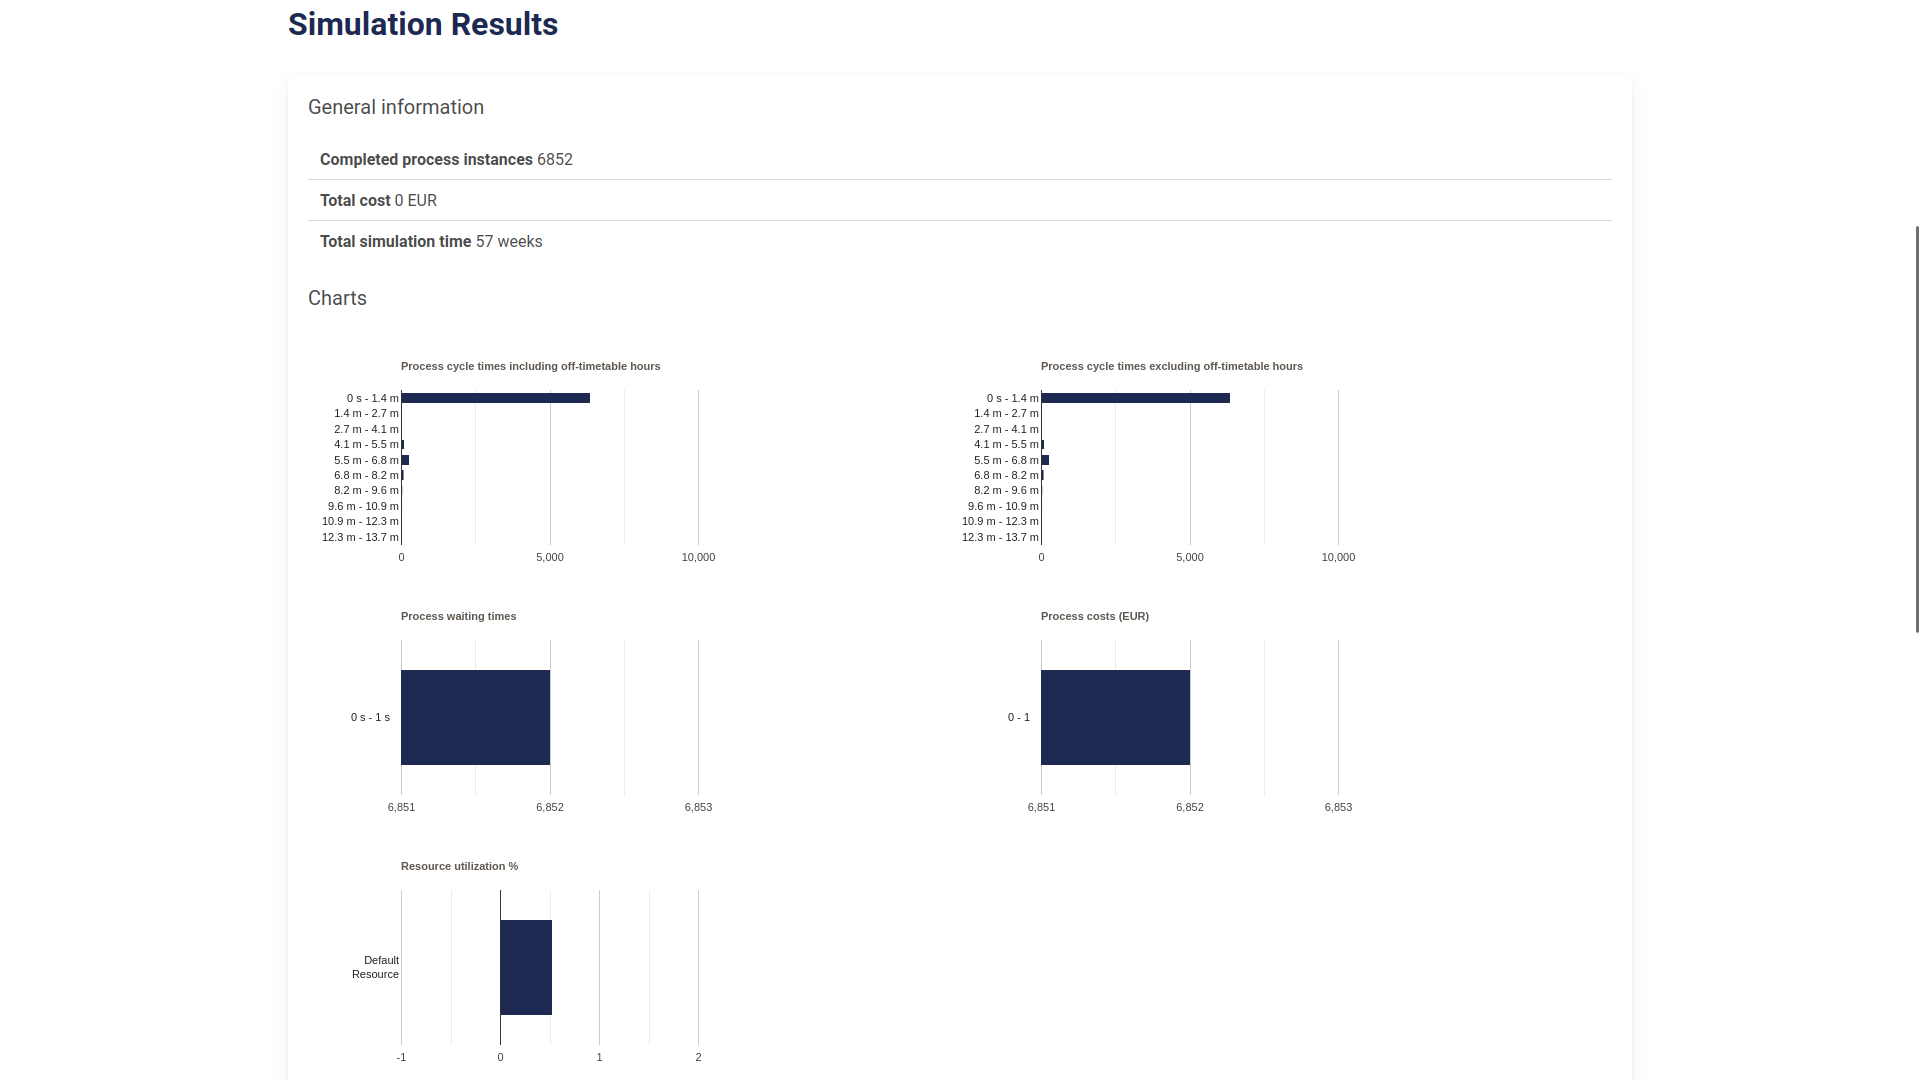 Simulation Results
General information
Completed process instances 6852
Total cost 0 EUR
Total simulation time 57 weeks
Charts
Process cycle times including off-timetable hours
0 s - 1.4 m
1.4 m - 2.7 m
2.7 m - 4.1 m
4.1 m - 5.5 m
5.5 m - 6.8 m
6.8 m - 8.2 m
8.2 m - 9.6 m
9.6 m - 10.9 m
10.9 m - 12.3 m
12.3 m - 13.7 m
0 5,000 10,000
Process cycle times excluding off-timetable hours
0 s - 1.4 m
1.4 m - 2.7 m
2.7 m - 4.1 m
4.1 m - 5.5 m
5.5 m - 6.8 m
6.8 m - 8.2 m
8.2 m - 9.6 m
9.6 m - 10.9 m
10.9 m - 12.3 m
12.3 m - 13.7 m
0 5,000 10,000
Process waiting times
0 s - 1 s
6,851 6,852 6,853
Process costs (EUR)
0 - 1
6,851 6,852 6,853
Resource utilization %
Default
Resource
-1 0 1 2